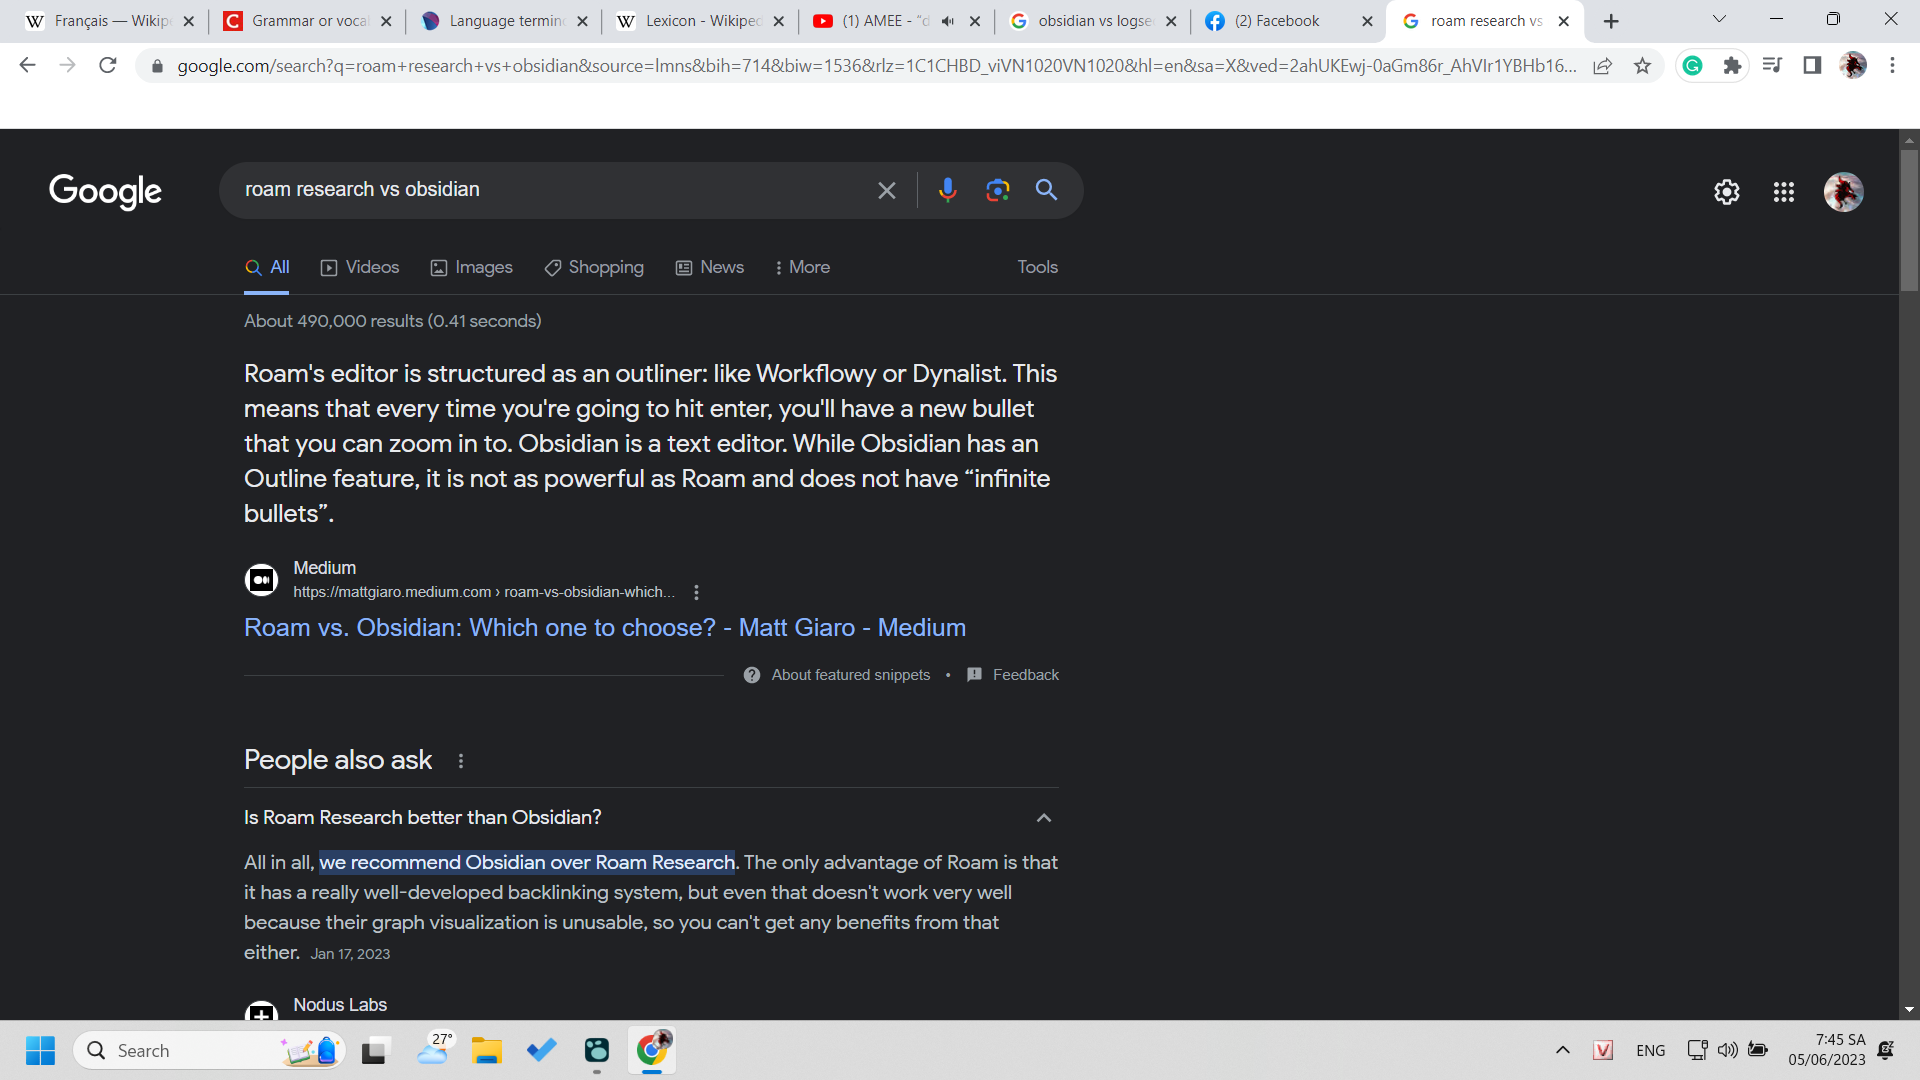 Français — Wikip
Grammar or voca
Language termin
Lexicon - Wikiped
(1) AMEE - “d
obsidian vs logse
(2) Facebook
roam research vs
google.com/search?q=roam+research+vs+obsidian&source=lmns&bih=714&biw=1536&rlz=1C1CHBD_viVN1020VN1020&hl=en&sa=X&ved=2ahUKEwj-0aGm86r_AhVIr1YBHb16...
Google
roam research vs obsidian
All
Videos
Images
Shopping
News
More
Tools
About 490,000 results (0.41 seconds)
Roam's editor is structured as an outliner: like Workflowy or Dynalist. This
means that every time you're going to hit enter, you'll have a new bullet
that you can zoom in to. Obsidian is a text editor. While Obsidian has an
Outline feature, it is not as powerful as Roam and does not have “infinite
bullets”.
Medium
https://mattgiaro.medium.com › roam-vs-obsidian-which...
Roam vs. Obsidian: Which one to choose? - Matt Giaro - Medium
About featured snippets • Feedback
People also ask
Is Roam Research better than Obsidian?
All in all, we recommend Obsidian over Roam Research. The only advantage of Roam is that
it has a really well-developed backlinking system, but even that doesn't work very well
because their graph visualization is unusable, so you can't get any benefits from that
either. Jan 17, 2023
Nodus Labs
Search
27°
ENG
7:45 SA
05/06/2023